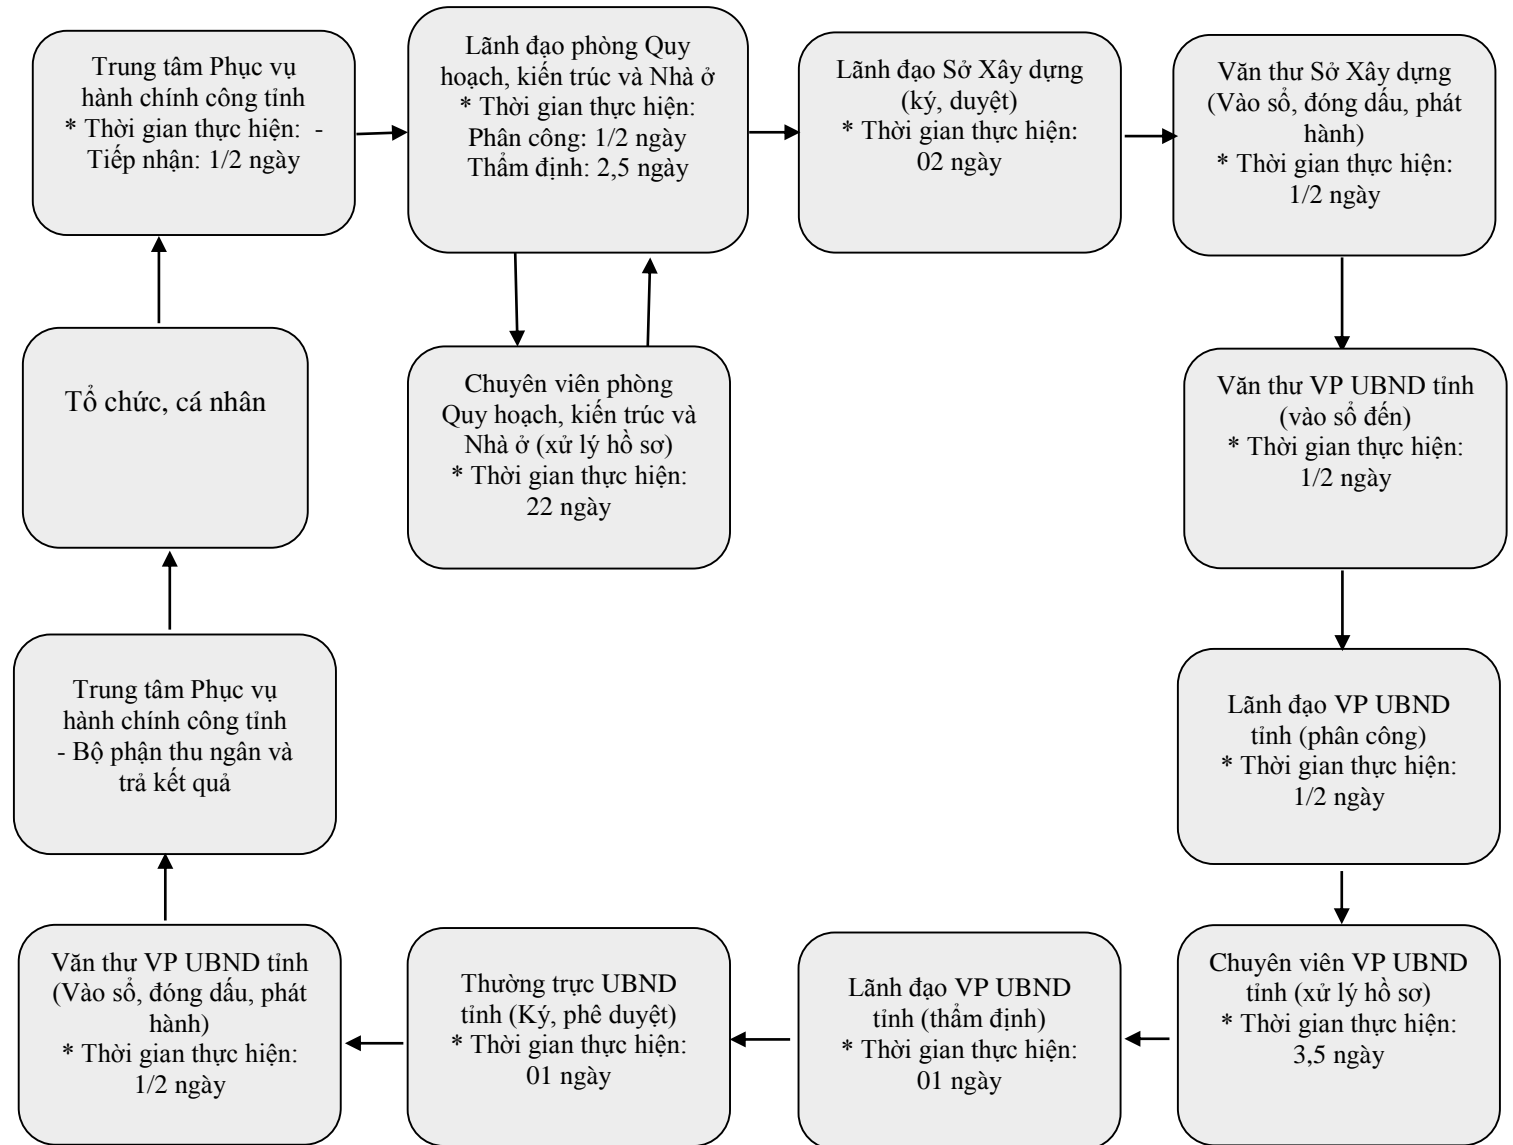 Trung tâm Phục vụ
hành chính công tỉnh
* Thời gian thực hiện:  -
Tiếp nhận: 1/2 ngày
Lãnh đạo phòng Quy
hoạch, kiến trúc và Nhà ở
* Thời gian thực hiện:
Phân công: 1/2 ngày
Thẩm định: 2,5 ngày
Lãnh đạo Sở Xây dựng
(ký, duyệt)
* Thời gian thực hiện:
02 ngày
Văn thư Sở Xây dựng
(Vào sổ, đóng dấu, phát
hành)
* Thời gian thực hiện:
1/2 ngày
Tổ chức, cá nhân
Chuyên viên phòng
Quy hoạch, kiến trúc và
Nhà ở (xử lý hồ sơ)
* Thời gian thực hiện:
22 ngày
Văn thư VP UBND tỉnh
(vào sổ đến)
* Thời gian thực hiện:
1/2 ngày
Trung tâm Phục vụ
hành chính công tỉnh
- Bộ phận thu ngân và
trả kết quả
Lãnh đạo VP UBND
tỉnh (phân công)
* Thời gian thực hiện:
1/2 ngày
Văn thư VP UBND tỉnh
(Vào sổ, đóng dấu, phát
hành)
* Thời gian thực hiện:
1/2 ngày
Thường trực UBND
tỉnh (Ký, phê duyệt)
* Thời gian thực hiện:
01 ngày
Lãnh đạo VP UBND
tỉnh (thẩm định)
* Thời gian thực hiện:
01 ngày
Chuyên viên VP UBND
tỉnh (xử lý hồ sơ)
* Thời gian thực hiện:
3,5 ngày